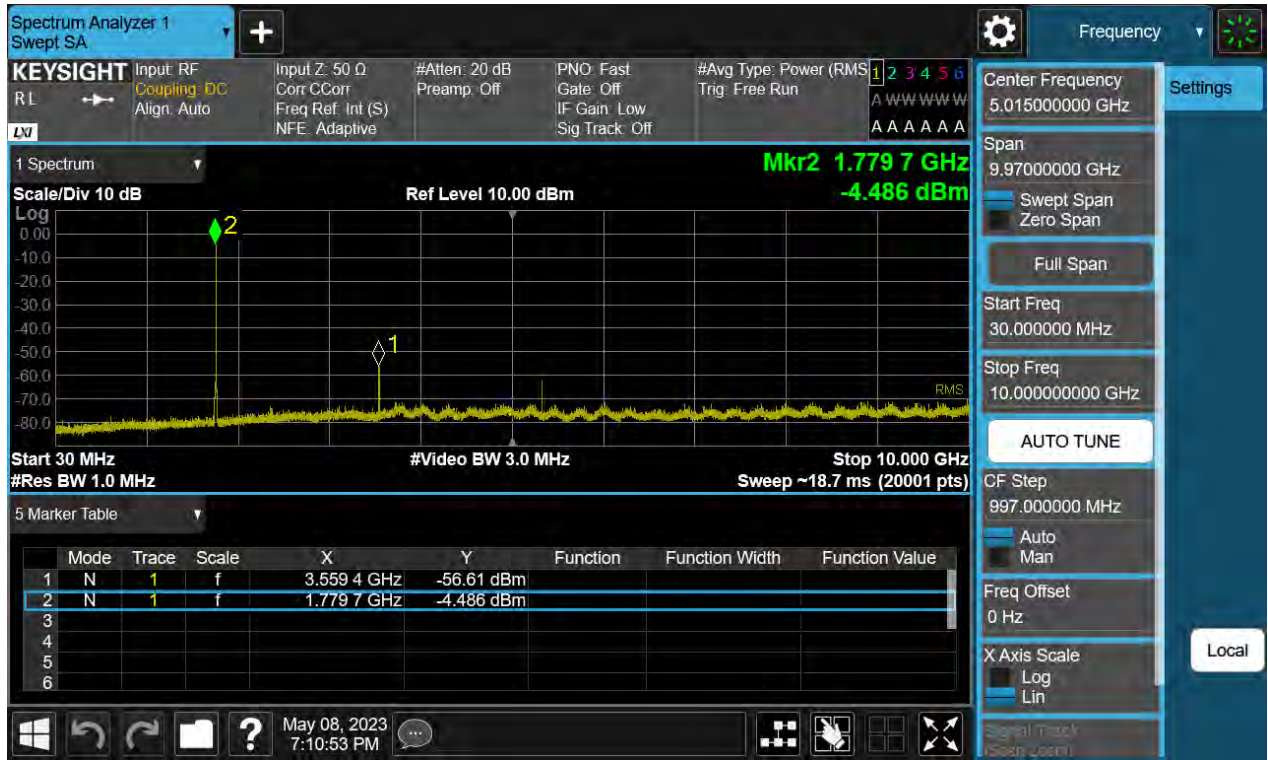 Spectrum Analyzer 1
Swept SA
+
Frequency
KEYSIGHT
RL
LXI
Input: RF
Coupling: DC
Align: Auto
Input Z: 50 Ω
Corr CCorr
Freq Ref: Int (S)
NFE: Adaptive
#Atten: 20 dB
Preamp: Off
PNO: Fast
Gate: Off
IF Gain: Low
Sig Track: Off
#Avg Type: Power (RMS
Trig: Free Run
1 2 3 4 5 6
A W W W W W
A A A A A A
1 Spectrum
Mkr2 1.779 7 GHz
-4.486 dBm
Scale/Div 10 dB
Ref Level 10.00 dBm
Log
0.00
-10.0
-20.0
-30.0
-40.0
-50.0
-60.0
-70.0
-80.0
2
1
RMS
Start 30 MHz
#Video BW 3.0 MHz
Stop 10.000 GHz
#Res BW 1.0 MHz
Sweep ~18.7 ms (20001 pts)
5 Marker Table
Mode Trace Scale X Y Function Function Width Function Value
1 N 1 f 3.559 4 GHz -56.61 dBm
2 N 1 f 1.779 7 GHz -4.486 dBm
3
4
5
6
?
May 08, 2023
7:10:53 PM
Center Frequency
5.015000000 GHz
Settings
Span
9.97000000 GHz
Swept Span
Zero Span
Full Span
Start Freq
30.000000 MHz
Stop Freq
10.000000000 GHz
AUTO TUNE
CF Step
997.000000 MHz
Auto
Man
Freq Offset
0 Hz
X Axis Scale
Log
Lin
Local
Signal Track
(Span Zoom)